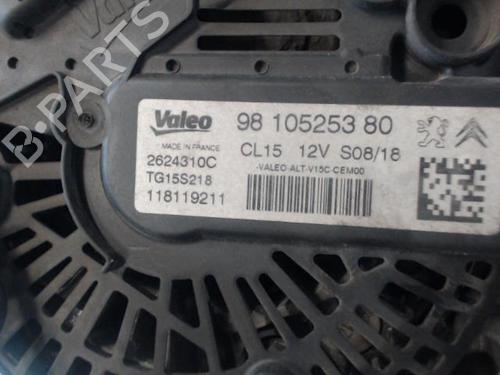 Valeo
B-PARTS
Valeo
98 105253 80
MADE IN FRANCE
2624310C
CL15 12V S08/18
TG15S218
-VALEO-ALT-V15C-CEM00
118119211